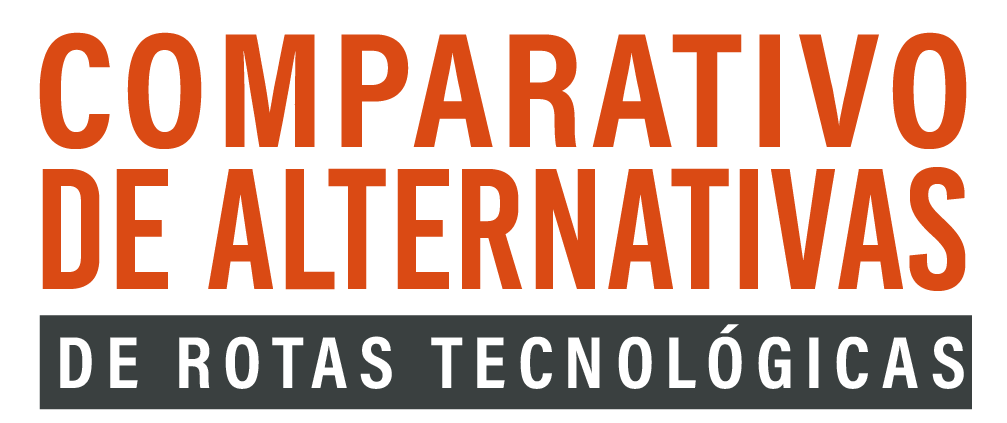 COMPARATIVO
DE ALTERNATIVAS
DE ROTAS TECNOLÓGICAS